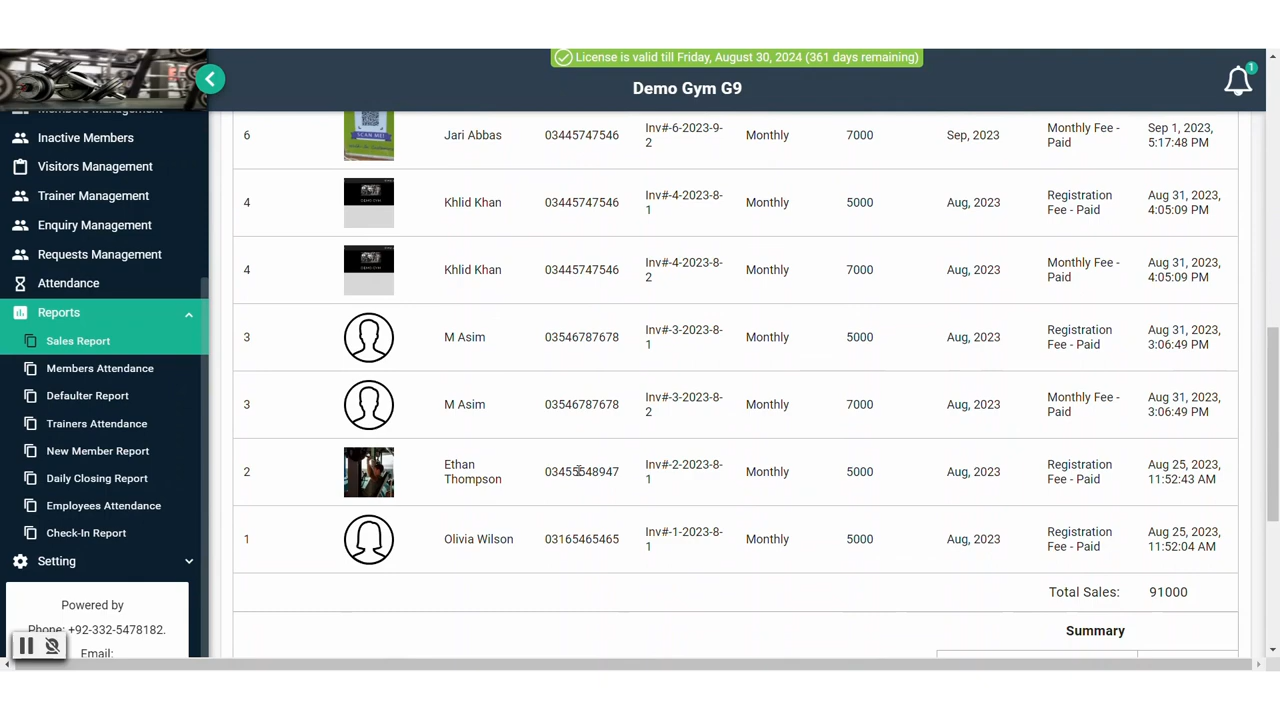 License is valid till Friday, August 30, 2024 (361 days remaining)
Demo Gym G9
1
Members Management
Inactive Members
Visitors Management
Trainer Management
Enquiry Management
Requests Management
Attendance
Reports
Sales Report
Members Attendance
Defaulter Report
Trainers Attendance
New Member Report
Daily Closing Report
Employees Attendance
Check-In Report
Setting
Powered by
Phone: +92-332-5478182.
Email:
6 Jari Abbas 03445747546 Inv#-6-2023-9- Monthly 7000 Sep, 2023 Monthly Fee - Sep 1, 2023,
2 Paid 5:17:48 PM
SCAN ME!
4 Khlid Khan 03445747546 Inv#-4-2023-8- Monthly 5000 Aug, 2023 Registration Aug 31, 2023,
1 Fee - Paid 4:05:09 PM
4 Khlid Khan 03445747546 Inv#-4-2023-8- Monthly 7000 Aug, 2023 Monthly Fee - Aug 31, 2023,
2 Paid 4:05:09 PM
3 M Asim 03546787678 Inv#-3-2023-8- Monthly 5000 Aug, 2023 Registration Aug 31, 2023,
1 Fee - Paid 3:06:49 PM
3 M Asim 03546787678 Inv#-3-2023-8- Monthly 7000 Aug, 2023 Monthly Fee - Aug 31, 2023,
2 Paid 3:06:49 PM
2 Ethan 03455548947 Inv#-2-2023-8- Monthly 5000 Aug, 2023 Registration Aug 25, 2023,
Thompson 1 Fee - Paid 11:52:43 AM
1 Olivia Wilson 03165465465 Inv#-1-2023-8- Monthly 5000 Aug, 2023 Registration Aug 25, 2023,
1 Fee - Paid 11:52:04 AM
Total Sales: 91000
Summary